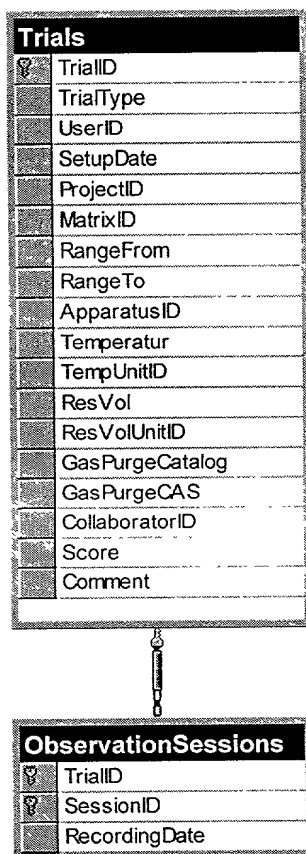 Trials
TrialID
TrialType
UserID
SetupDate
ProjectID
MatrixID
RangeFrom
RangeTo
ApparatusID
Temperatur
TempUnitID
ResVol
ResVolUnitID
GasPurgeCatalog
GasPurgeCAS
CollaboratorID
Score
Comment
ObservationSessions
TrialID
SessionID
RecordingDate